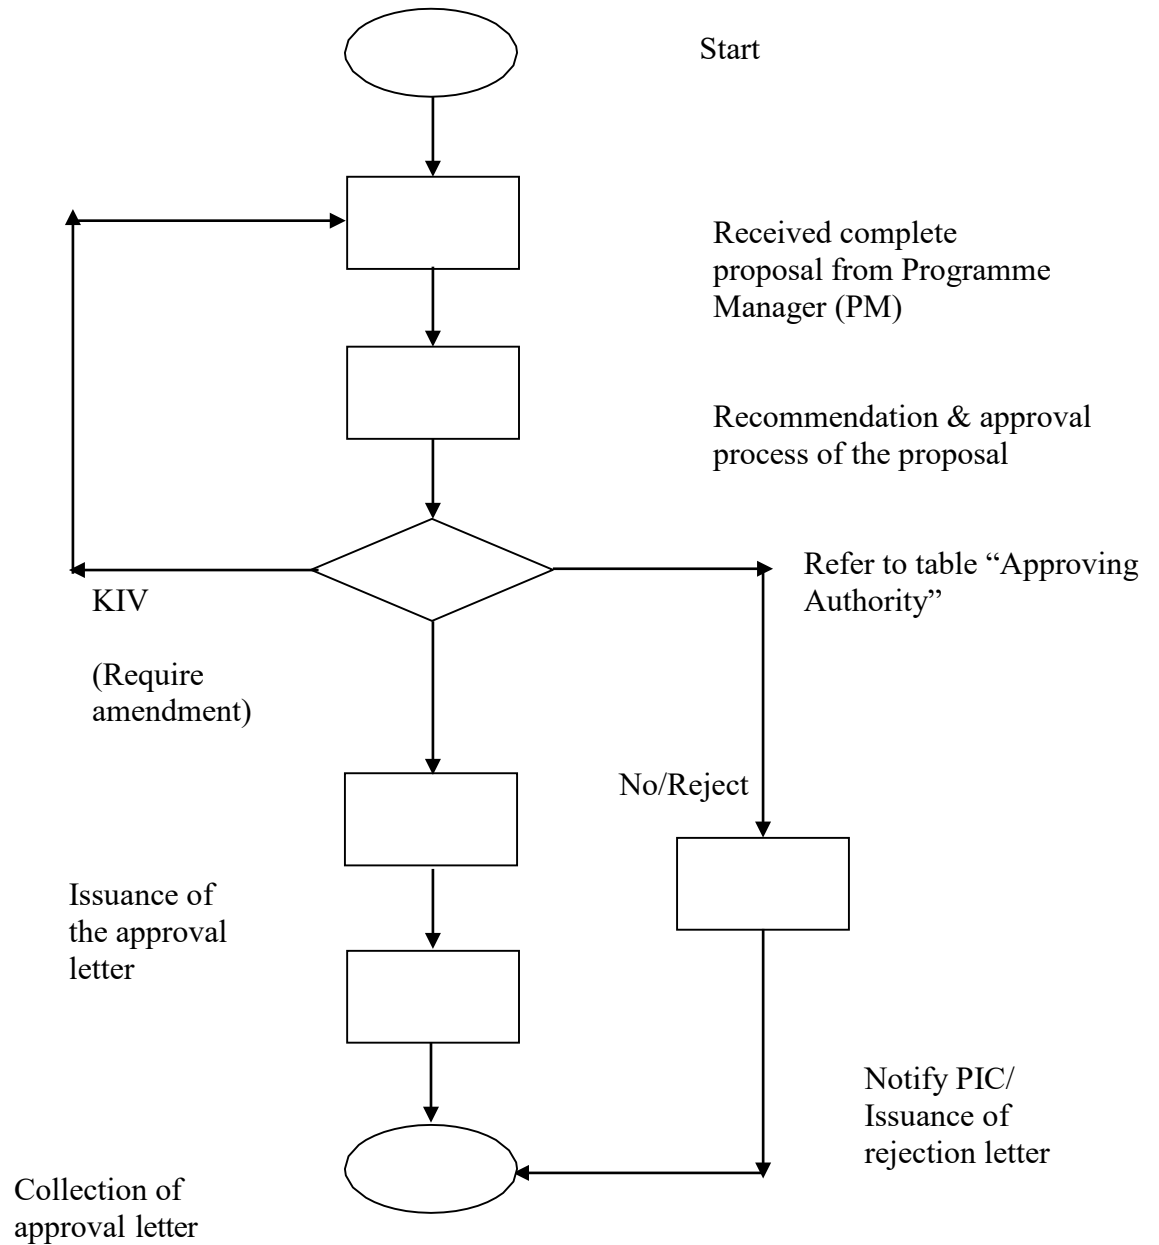 Start
Received complete
proposal from Programme
Manager (PM)
Recommendation & approval
process of the proposal
Refer to table “Approving
Authority”
KIV
(Require
amendment)
No/Reject
Issuance of
the approval
letter
Notify PIC/
Issuance of
rejection letter
Collection of
approval letter